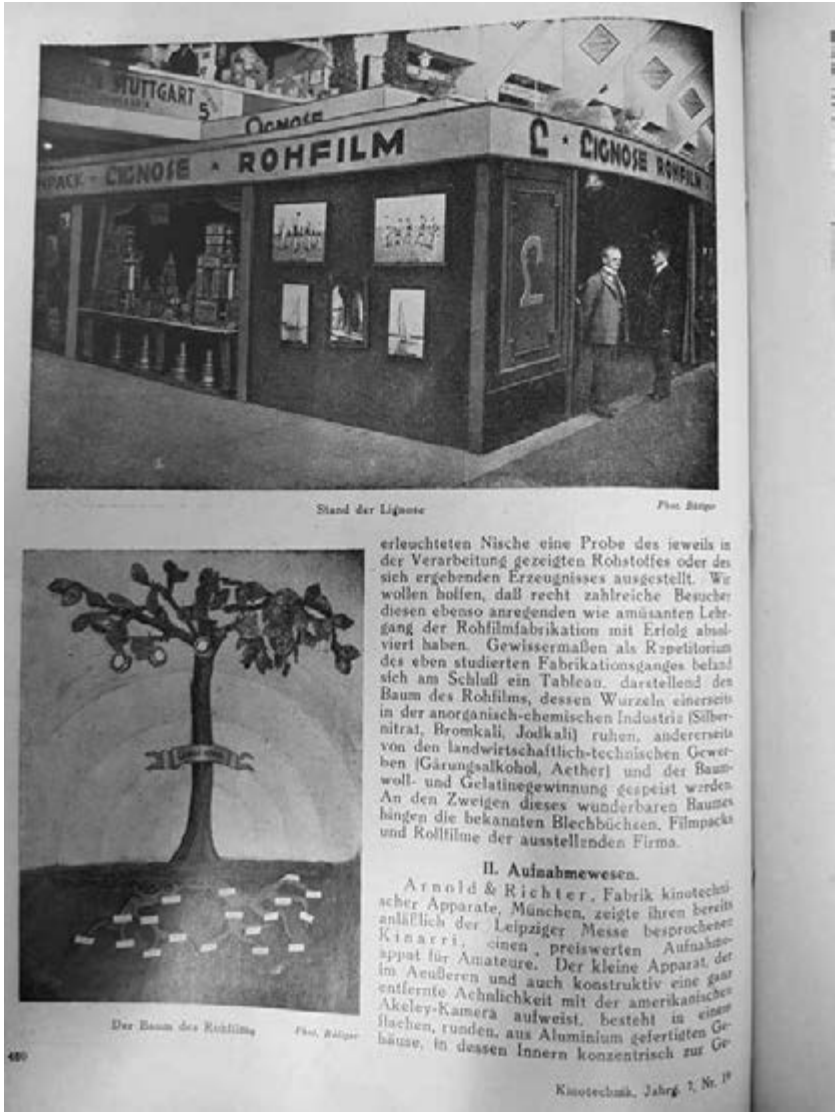 STUTTGART
5
LIGNOSE
NPACK - LIGNOSE * ROHFILM
£ * LIGNOSE ROHFILM
£
Stand der Lignose
Phot. Rüttger
erleuchteten Nische eine Probe des jeweils in
der Verarbeitung gezeigten Rohstoffes oder des
sich ergebenden Erzeugnisses ausgestellt. Wir
wollen hoffen, daß recht zahlreiche Besucher
diesen ebenso anregenden wie amüsanten Lehr-
gang der Rohfilmfabrikation mit Erfolg absol-
viert haben. Gewissermaßen als Repetitorium
des eben studierten Fabrikationsganges befand
sich am Schluß ein Tableau, darstellend den
Baum des Rohfilms, dessen Wurzeln einerseits
in der anorganisch-chemischen Industrie (Silber-
nitrat, Bromkali, Jodkali) ruhen, andererseits
von den landwirtschaftlich-technischen Gewer-
ben (Gärungsalkohol, Aether) und der Baum-
woll- und Gelatinegewinnung gespeist werden.
An den Zweigen dieses wunderbaren Baumes
hingen die bekannten Blechbüchsen, Filmpacks
und Rollfilme der ausstellenden Firma.
II. Aufnahmewesen.
Arnold & Richter, Fabrik kinotechni-
scher Apparate, München, zeigte ihren bereits
anläßlich der Leipziger Messe besprochenen
Kinarri, einen preiswerten Aufnahme-
appat für Amateure. Der kleine Apparat, der
im Aeußeren und auch konstruktiv eine ganz
entfernte Aehnlichkeit mit der amerikanischen
Akeley-Kamera aufweist, besteht in einem
flachen, runden, aus Aluminium gefertigten Ge-
häuse, in dessen Innern konzentrisch zur Ge-
Der Baum des Rohfilms
Phot. Rüttger
480
Kinotechnik, Jahrg. 7, Nr. 19